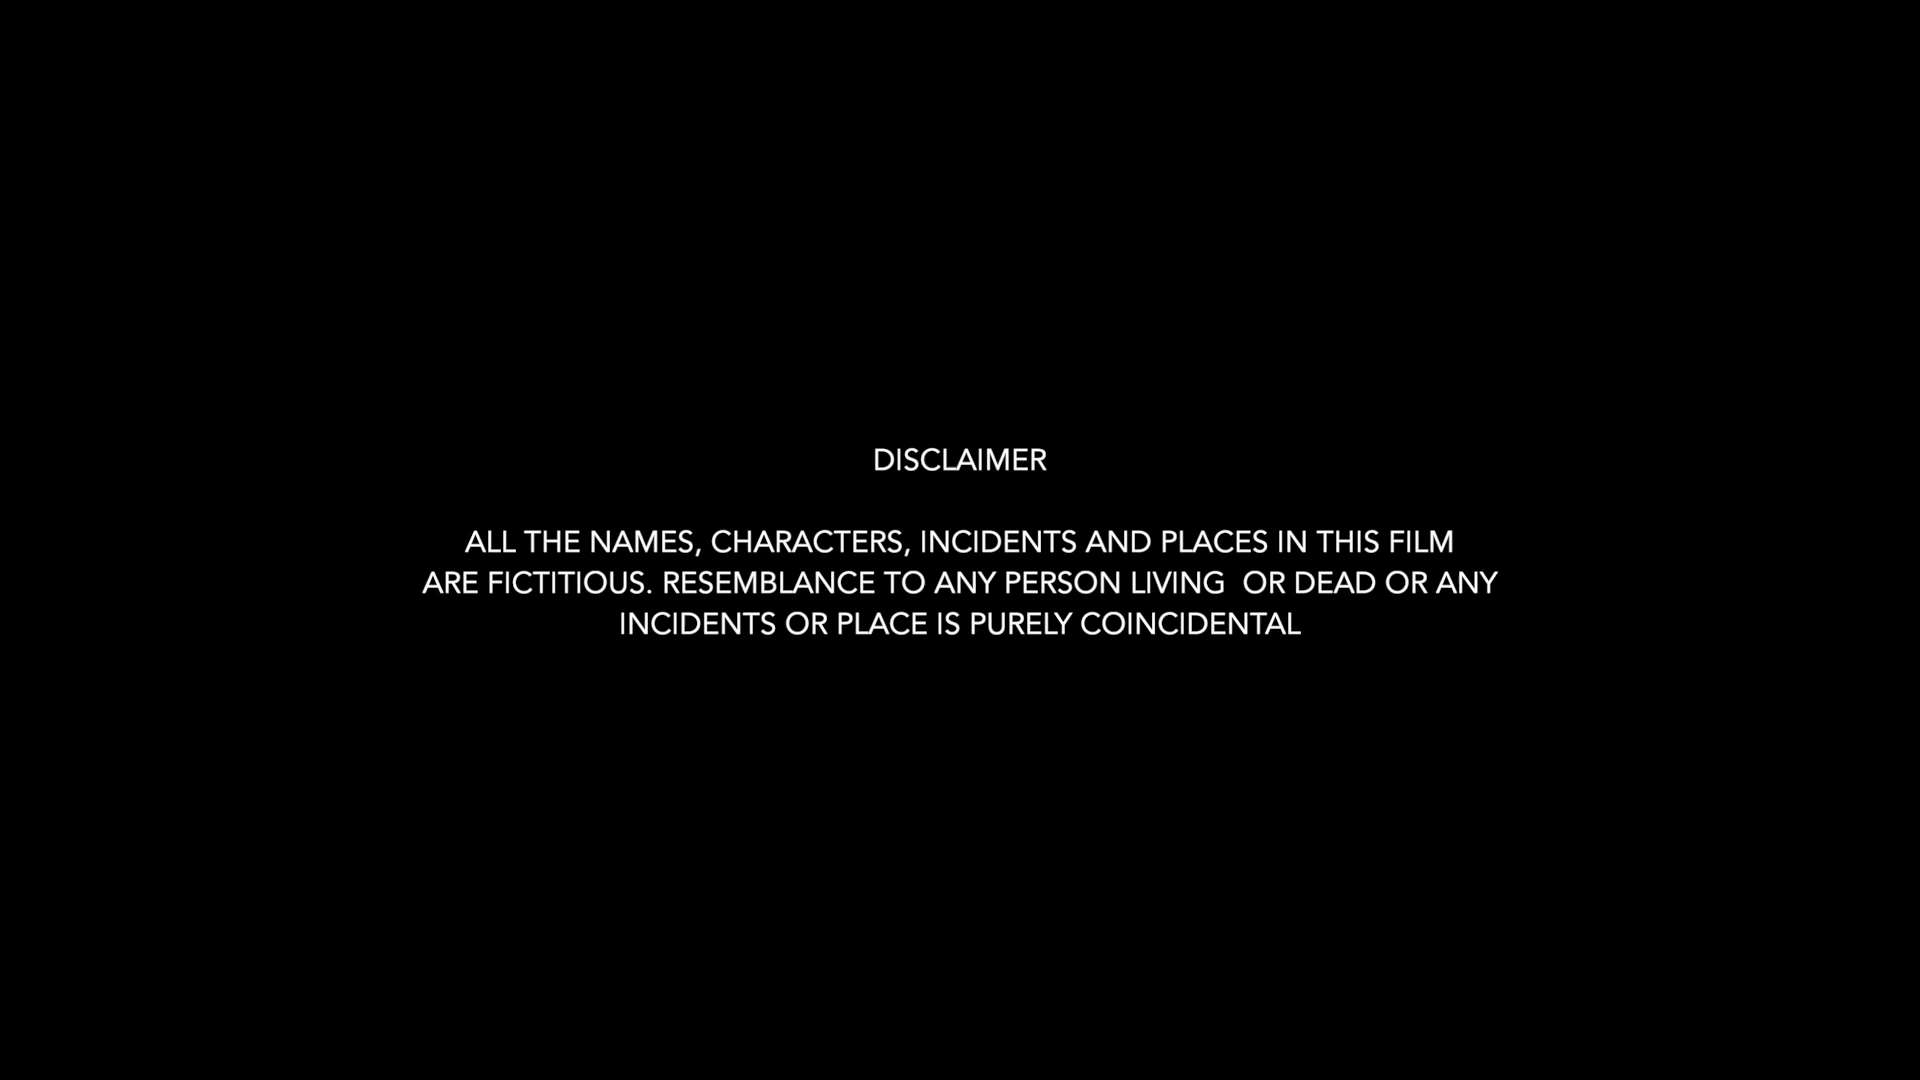 DISCLAIMER
ALL THE NAMES, CHARACTERS, INCIDENTS AND PLACES IN THIS FILM
ARE FICTITIOUS. RESEMBLANCE TO ANY PERSON LIVING  OR DEAD OR ANY
INCIDENTS OR PLACE IS PURELY COINCIDENTAL